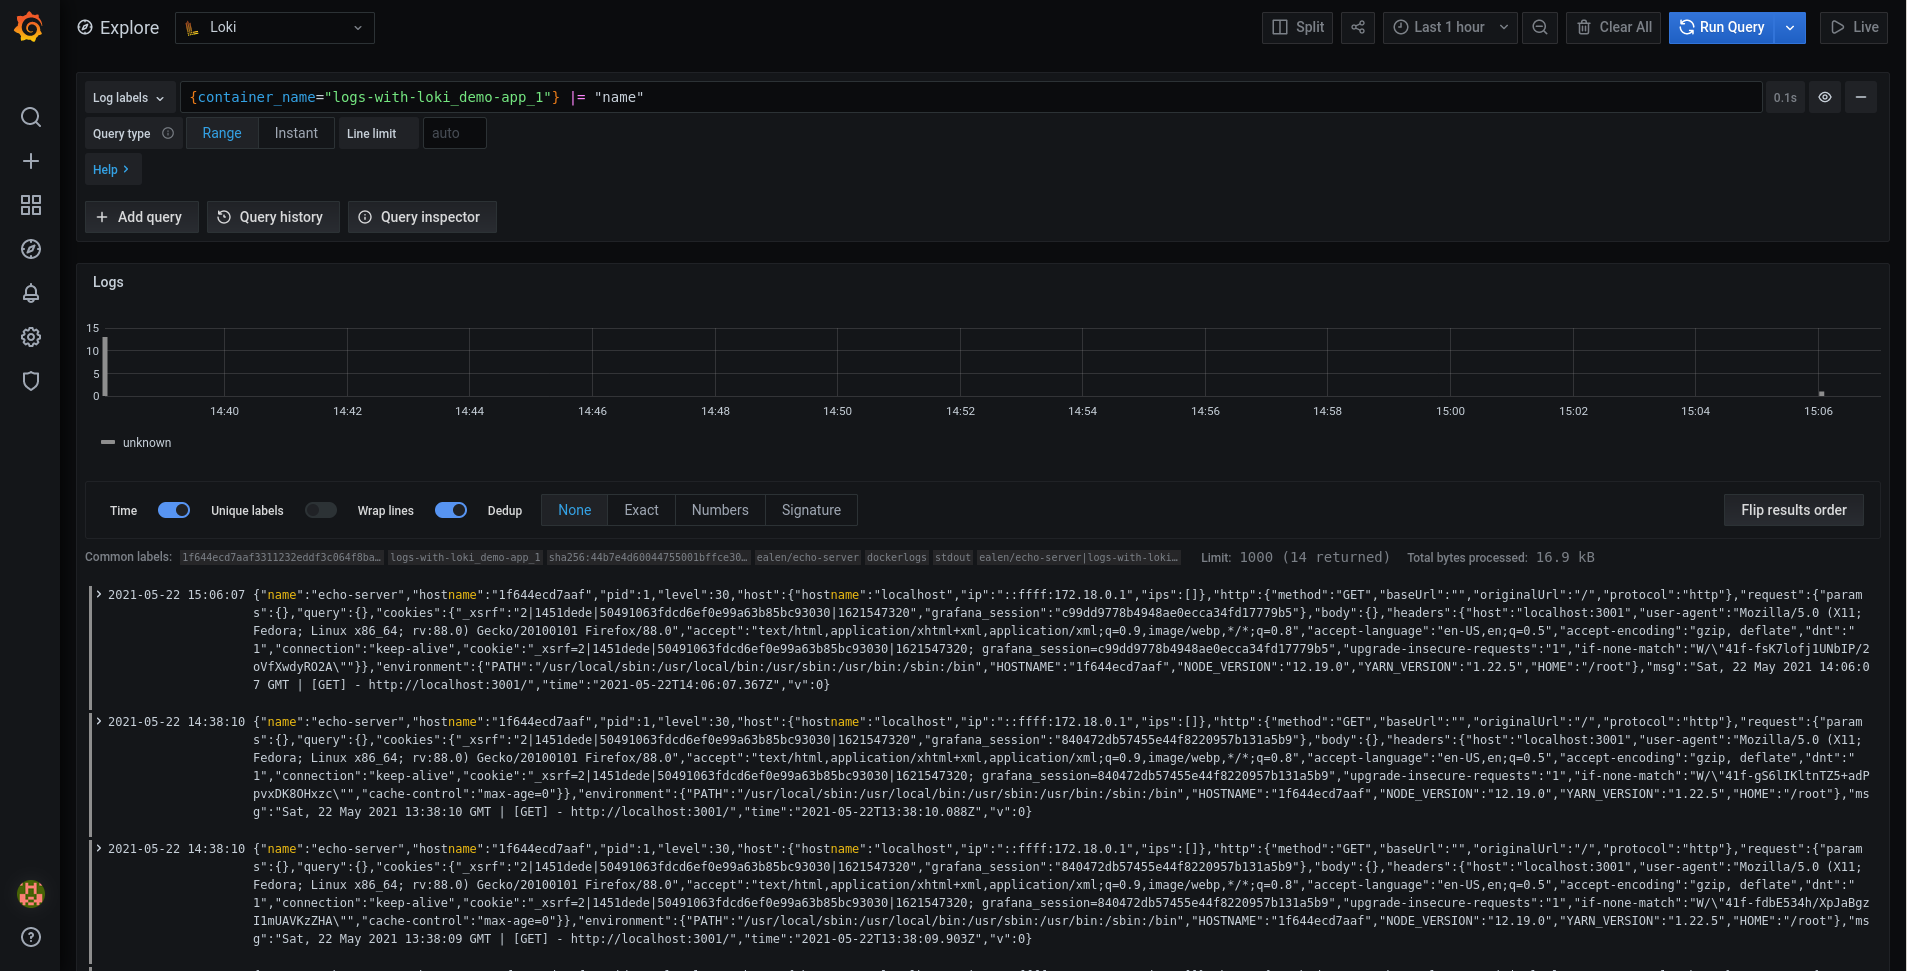 Explore Loki Split Last 1 hour Clear All Run Query Live
Log labels {container_name="logs-with-loki_demo-app_1"} |= "name" 0.1s
Query type Range Instant Line limit auto
Help
Add query Query history Query inspector
Logs
15
10
5
0
14:40 14:42 14:44 14:46 14:48 14:50 14:52 14:54 14:56 14:58 15:00 15:02 15:04 15:06
unknown
Time Unique labels Wrap lines Dedup None Exact Numbers Signature Flip results order
Common labels: 1f644ecd7aaf3311232eddf3c064f8ba… logs-with-loki_demo-app_1 sha256:44b7e4d60044755001bffce30… ealen/echo-server dockerlogs stdout ealen/echo-server|logs-with-loki… Limit: 1000 (14 returned) Total bytes processed: 16.9 kB
2021-05-22 15:06:07 {"name":"echo-server","hostname":"1f644ecd7aaf","pid":1,"level":30,"host":{"hostname":"localhost","ip":"::ffff:172.18.0.1","ips":[]},"http":{"method":"GET","baseUrl":"","originalUrl":"/","protocol":"http"},"request":{"param
s":{},"query":{},"cookies":{"_xsrf":"2|1451dede|50491063fdcd6ef0e99a63b85bc93030|1621547320","grafana_session":"c99dd9778b4948ae0ecca34fd17779b5"},"body":{},"headers":{"host":"localhost:3001","user-agent":"Mozilla/5.0 (X11;
Fedora; Linux x86_64; rv:88.0) Gecko/20100101 Firefox/88.0","accept":"text/html,application/xhtml+xml,application/xml;q=0.9,image/webp,*/*;q=0.8","accept-language":"en-US,en;q=0.5","accept-encoding":"gzip, deflate","dnt":"
1","connection":"keep-alive","cookie":"_xsrf=2|1451dede|50491063fdcd6ef0e99a63b85bc93030|1621547320; grafana_session=c99dd9778b4948ae0ecca34fd17779b5","upgrade-insecure-requests":"1","if-none-match":"W/\"41f-fsK7lofj1UNbIP/2
oVfXwdyRO2A\""}},"environment":{"PATH":"/usr/local/sbin:/usr/local/bin:/usr/sbin:/usr/bin:/sbin:/bin","HOSTNAME":"1f644ecd7aaf","NODE_VERSION":"12.19.0","YARN_VERSION":"1.22.5","HOME":"/root"},"msg":"Sat, 22 May 2021 14:06:0
7 GMT | [GET] - http://localhost:3001/","time":"2021-05-22T14:06:07.367Z","v":0}
2021-05-22 14:38:10 {"name":"echo-server","hostname":"1f644ecd7aaf","pid":1,"level":30,"host":{"hostname":"localhost","ip":"::ffff:172.18.0.1","ips":[]},"http":{"method":"GET","baseUrl":"","originalUrl":"/","protocol":"http"},"request":{"param
s":{},"query":{},"cookies":{"_xsrf":"2|1451dede|50491063fdcd6ef0e99a63b85bc93030|1621547320","grafana_session":"840472db57455e44f8220957b131a5b9"},"body":{},"headers":{"host":"localhost:3001","user-agent":"Mozilla/5.0 (X11;
Fedora; Linux x86_64; rv:88.0) Gecko/20100101 Firefox/88.0","accept":"text/html,application/xhtml+xml,application/xml;q=0.9,image/webp,*/*;q=0.8","accept-language":"en-US,en;q=0.5","accept-encoding":"gzip, deflate","dnt":"
1","connection":"keep-alive","cookie":"_xsrf=2|1451dede|50491063fdcd6ef0e99a63b85bc93030|1621547320; grafana_session=840472db57455e44f8220957b131a5b9","upgrade-insecure-requests":"1","if-none-match":"W/\"41f-gS6lIKltnTZ5+adP
pvxDK8OHxzc\"","cache-control":"max-age=0"}},"environment":{"PATH":"/usr/local/sbin:/usr/local/bin:/usr/sbin:/usr/bin:/sbin:/bin","HOSTNAME":"1f644ecd7aaf","NODE_VERSION":"12.19.0","YARN_VERSION":"1.22.5","HOME":"/root"},"ms
g":"Sat, 22 May 2021 13:38:10 GMT | [GET] - http://localhost:3001/","time":"2021-05-22T13:38:10.088Z","v":0}
2021-05-22 14:38:10 {"name":"echo-server","hostname":"1f644ecd7aaf","pid":1,"level":30,"host":{"hostname":"localhost","ip":"::ffff:172.18.0.1","ips":[]},"http":{"method":"GET","baseUrl":"","originalUrl":"/","protocol":"http"},"request":{"param
s":{},"query":{},"cookies":{"_xsrf":"2|1451dede|50491063fdcd6ef0e99a63b85bc93030|1621547320","grafana_session":"840472db57455e44f8220957b131a5b9"},"body":{},"headers":{"host":"localhost:3001","user-agent":"Mozilla/5.0 (X11;
Fedora; Linux x86_64; rv:88.0) Gecko/20100101 Firefox/88.0","accept":"text/html,application/xhtml+xml,application/xml;q=0.9,image/webp,*/*;q=0.8","accept-language":"en-US,en;q=0.5","accept-encoding":"gzip, deflate","dnt":"
1","connection":"keep-alive","cookie":"_xsrf=2|1451dede|50491063fdcd6ef0e99a63b85bc93030|1621547320; grafana_session=840472db57455e44f8220957b131a5b9","upgrade-insecure-requests":"1","if-none-match":"W/\"41f-fdbE534h/XpJaBgz
I1mUAVKzZHA\"","cache-control":"max-age=0"}},"environment":{"PATH":"/usr/local/sbin:/usr/local/bin:/usr/sbin:/usr/bin:/sbin:/bin","HOSTNAME":"1f644ecd7aaf","NODE_VERSION":"12.19.0","YARN_VERSION":"1.22.5","HOME":"/root"},"ms
g":"Sat, 22 May 2021 13:38:09 GMT | [GET] - http://localhost:3001/","time":"2021-05-22T13:38:09.903Z","v":0}